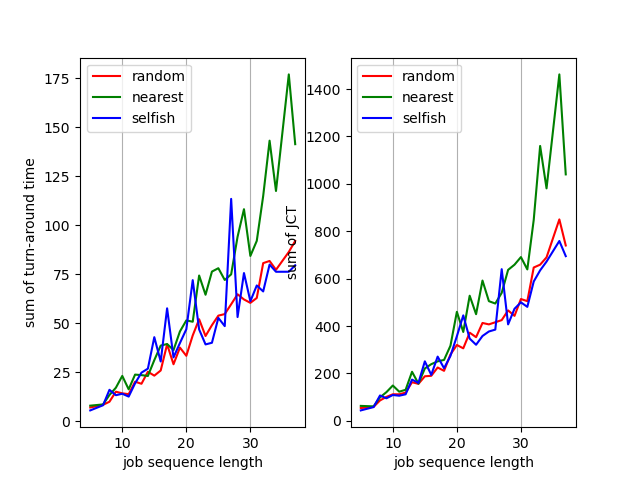 random
nearest
selfish
175
150
125
100
75
50
25
0
10
20
30
job sequence length
sum of turn-around time
random
nearest
selfish
1400
1200
1000
800
600
400
200
0
10
20
30
job sequence length
sum of JCT